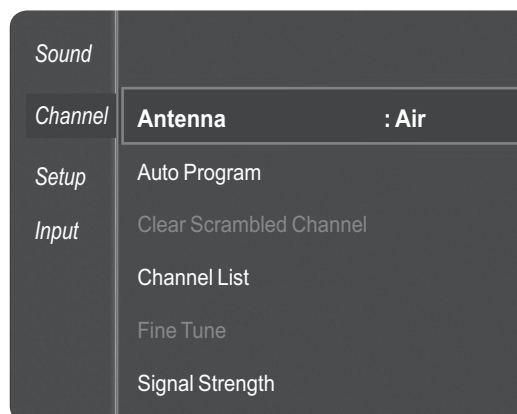 Sound
Channel
Antenna : Air
Setup
Auto Program
Input
Clear Scrambled Channel
Channel List
Fine Tune
Signal Strength